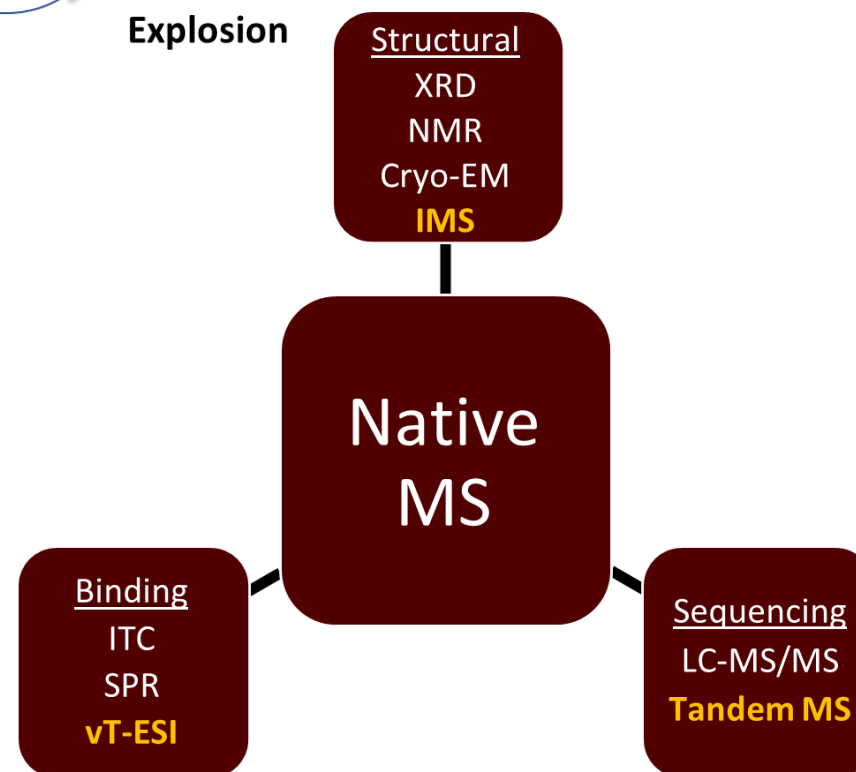 Explosion
Structural
XRD
NMR
Cryo-EM
IMS
Native
MS
Binding
ITC
SPR
vT-ESI
Sequencing
LC-MS/MS
Tandem MS